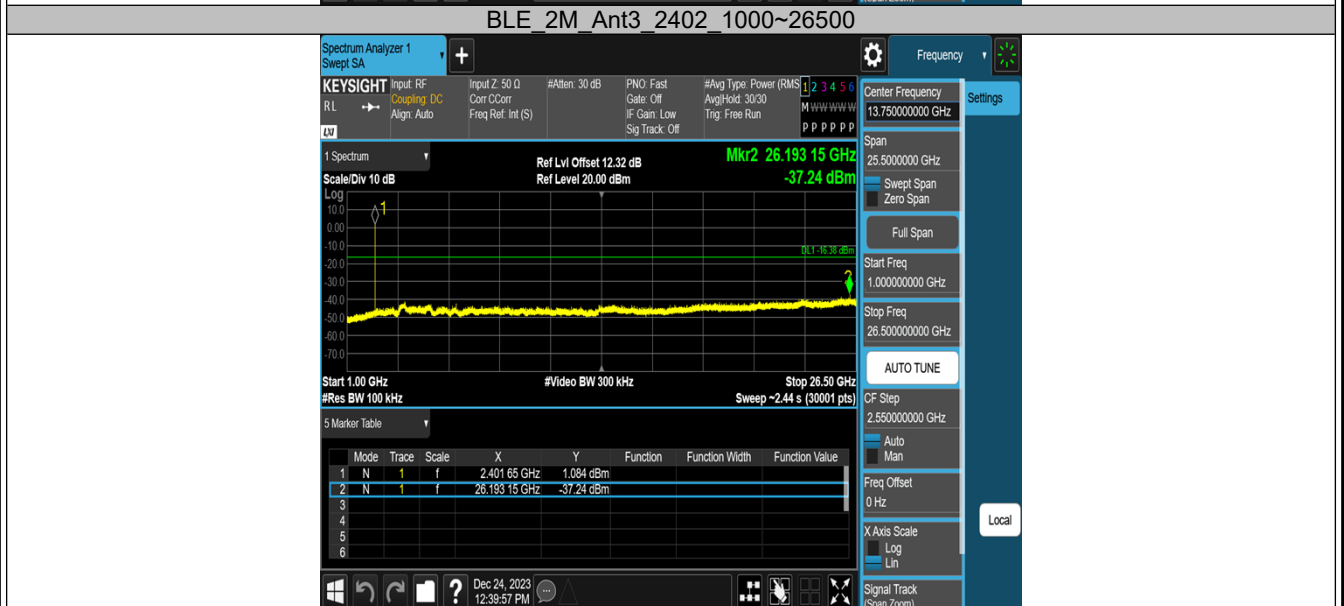 BLE_2M_Ant3_2402_1000~26500
Spectrum Analyzer 1
Swept SA
+
Frequency
KEYSIGHT
RL
LXI
Input: RF
Coupling: DC
Align: Auto
Input Z: 50 Ω
Corr CCorr
Freq Ref: Int (S)
#Atten: 30 dB
PNO: Fast
Gate: Off
IF Gain: Low
Sig Track: Off
#Avg Type: Power (RMS
Avg|Hold: 30/30
Trig: Free Run
1 2 3 4 5 6
M W W W W W
P P P P P P
Center Frequency
13.750000000 GHz
Settings
Span
25.5000000 GHz
Swept Span
Zero Span
Full Span
Start Freq
1.000000000 GHz
Stop Freq
26.500000000 GHz
AUTO TUNE
CF Step
2.550000000 GHz
Auto
Man
Freq Offset
0 Hz
Local
X Axis Scale
Log
Lin
Signal Track
(Span Zoom)
1 Spectrum
Scale/Div 10 dB
Ref Lvl Offset 12.32 dB
Ref Level 20.00 dBm
Mkr2 26.193 15 GHz
-37.24 dBm
Log
10.0
0.00
-10.0
-20.0
-30.0
-40.0
-50.0
-60.0
-70.0
1
DL1 -16.38 dBm
2
Start 1.00 GHz
#Video BW 300 kHz
Stop 26.50 GHz
#Res BW 100 kHz
Sweep ~2.44 s (30001 pts)
5 Marker Table
Mode Trace Scale X Y Function Function Width Function Value
1 N 1 f 2.401 65 GHz 1.084 dBm
2 N 1 f 26.193 15 GHz -37.24 dBm
3
4
5
6
?
Dec 24, 2023
12:39:57 PM